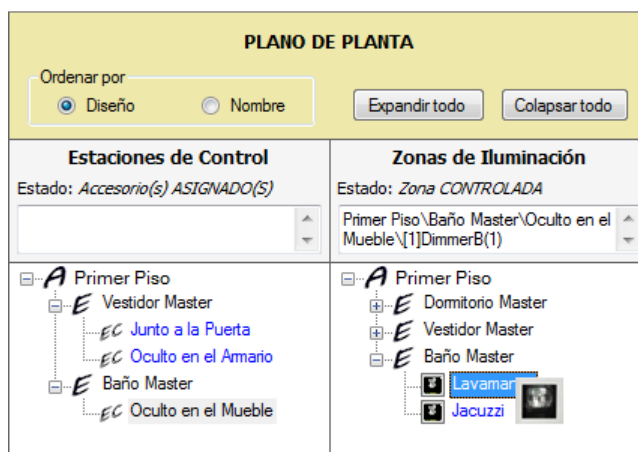 PLANO DE PLANTA
Ordenar por
Diseño Nombre Expandir todo Colapsar todo
Estaciones de Control
Estado: Accesorio(s) ASIGNADO(S)
A Primer Piso
E Vestidor Master
EC Junto a la Puerta
EC Oculto en el Armario
E Baño Master
EC Oculto en el Mueble
Zonas de Iluminación
Estado: Zona CONTROLADA
Primer Piso\Baño Master\Oculto en el
Mueble\[1]DimmerB(1)
A Primer Piso
E Dormitorio Master
E Vestidor Master
E Baño Master
Jacuzzi